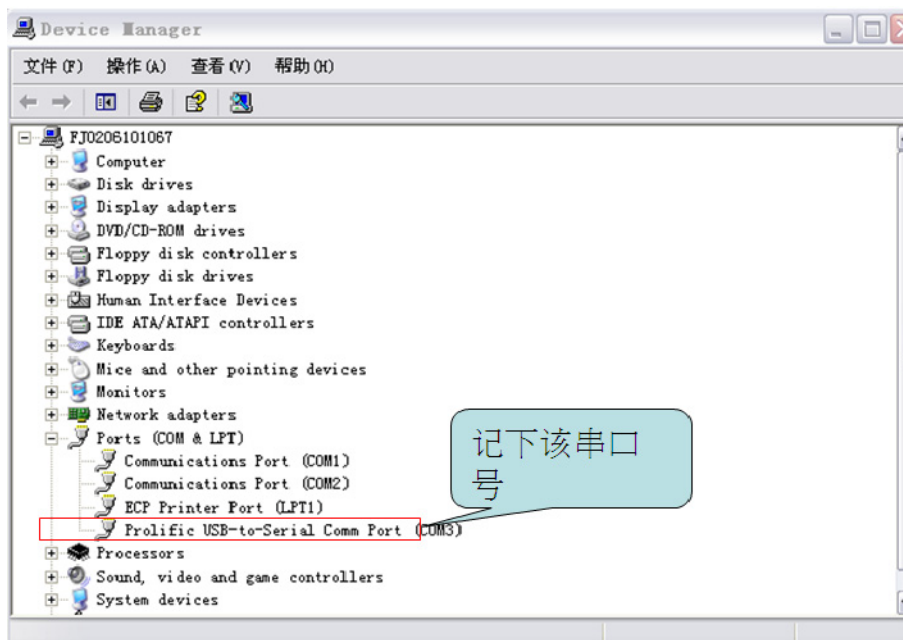 Device Manager
文件(F) 操作(A) 查看(V) 帮助(H)
FJ0206101067
Computer
Disk drives
Display adapters
DVD/CD-ROM drives
Floppy disk controllers
Floppy disk drives
Human Interface Devices
IDE ATA/ATAPI controllers
Keyboards
Mice and other pointing devices
Monitors
Network adapters
Ports (COM & LPT)
Communications Port (COM1)
Communications Port (COM2)
ECP Printer Port (LPT1)
Prolific USB-to-Serial Comm Port (COM3)
Processors
Sound, video and game controllers
System devices
记下该串口
号